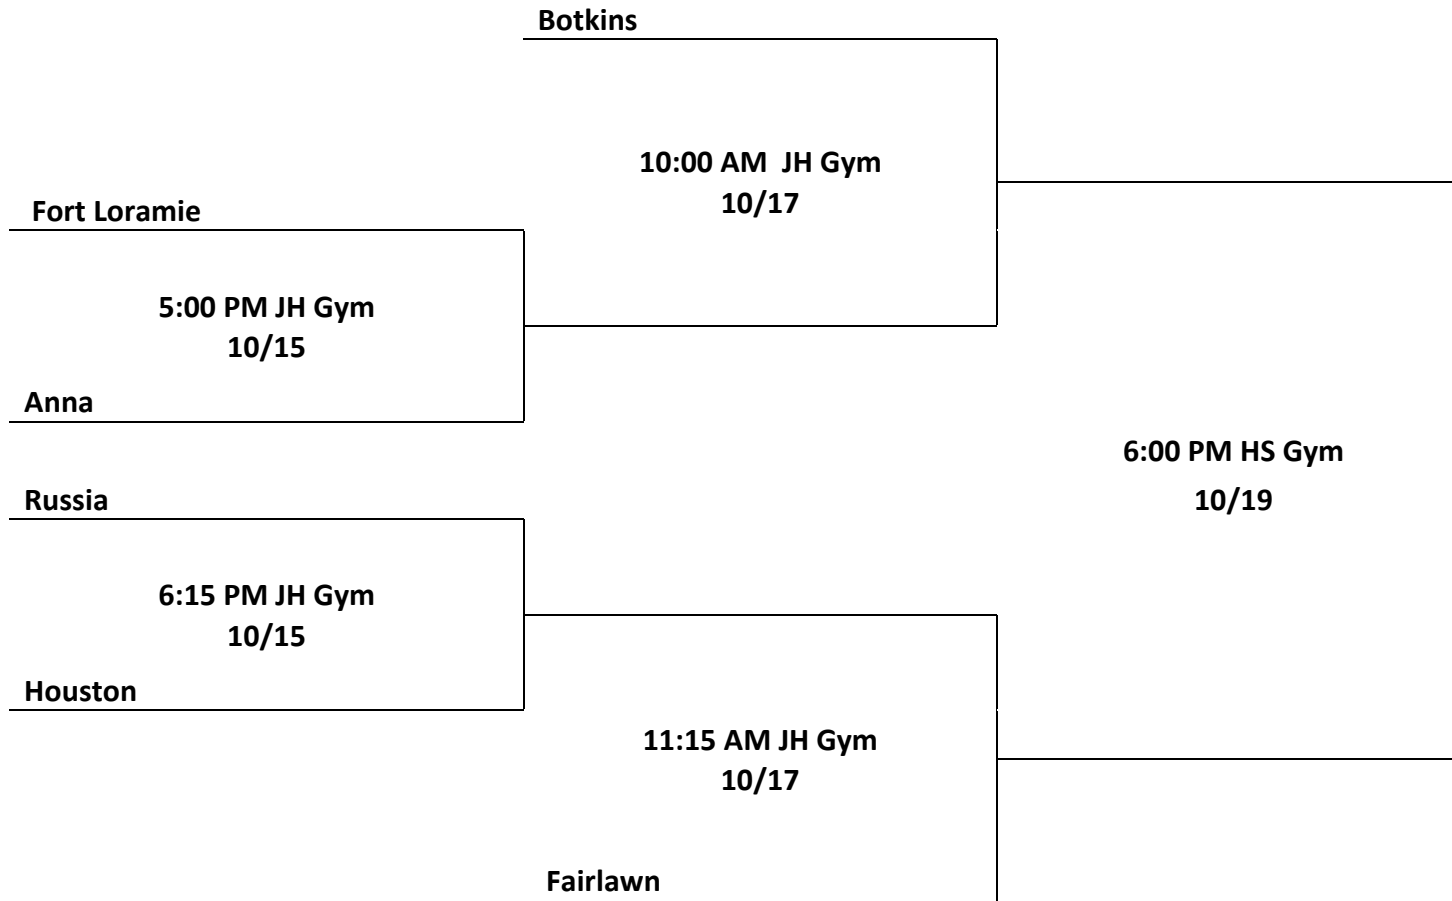 Botkins
10:00 AM  JH Gym
10/17
Fort Loramie
5:00 PM JH Gym
10/15
Anna
6:00 PM HS Gym
10/19
Russia
6:15 PM JH Gym
10/15
Houston
11:15 AM JH Gym
10/17
Fairlawn